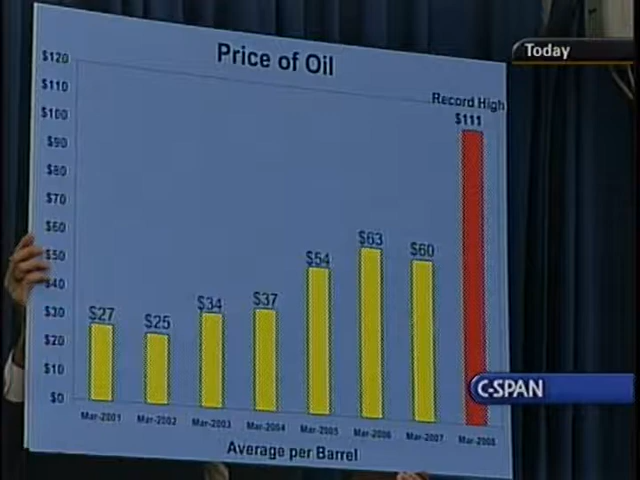 Today
Price of Oil
$120
$110
$100
$90
$80
$70
$60
$50
$40
$30
$20
$10
$0
Record High
$27
$25
$34
$37
$54
$63
$60
$111
Mar-2001
Mar-2002
Mar-2003
Mar-2004
Mar-2005
Mar-2006
Mar-2007
Mar-2008
Average per Barrel
C-SPAN